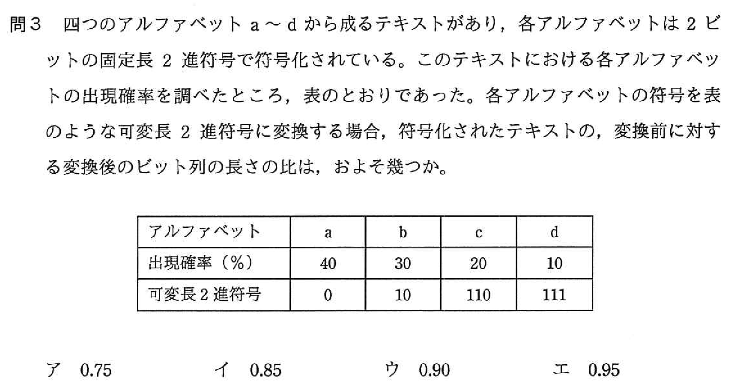 問3 四つのアルファベット a～d から成るテキストがあり，各アルファベットは 2 ビ
ットの固定長 2 進符号で符号化されている。このテキストにおける各アルファベッ
トの出現確率を調べたところ，表のとおりであった。各アルファベットの符号を表
のような可変長 2 進符号に変換する場合，符号化されたテキストの，変換前に対す
る変換後のビット列の長さの比は，およそ幾つか。
アルファベット a b c d
出現確率（％） 40 30 20 10
可変長2進符号 0 10 110 111
ア 0.75 イ 0.85 ウ 0.90 エ 0.95